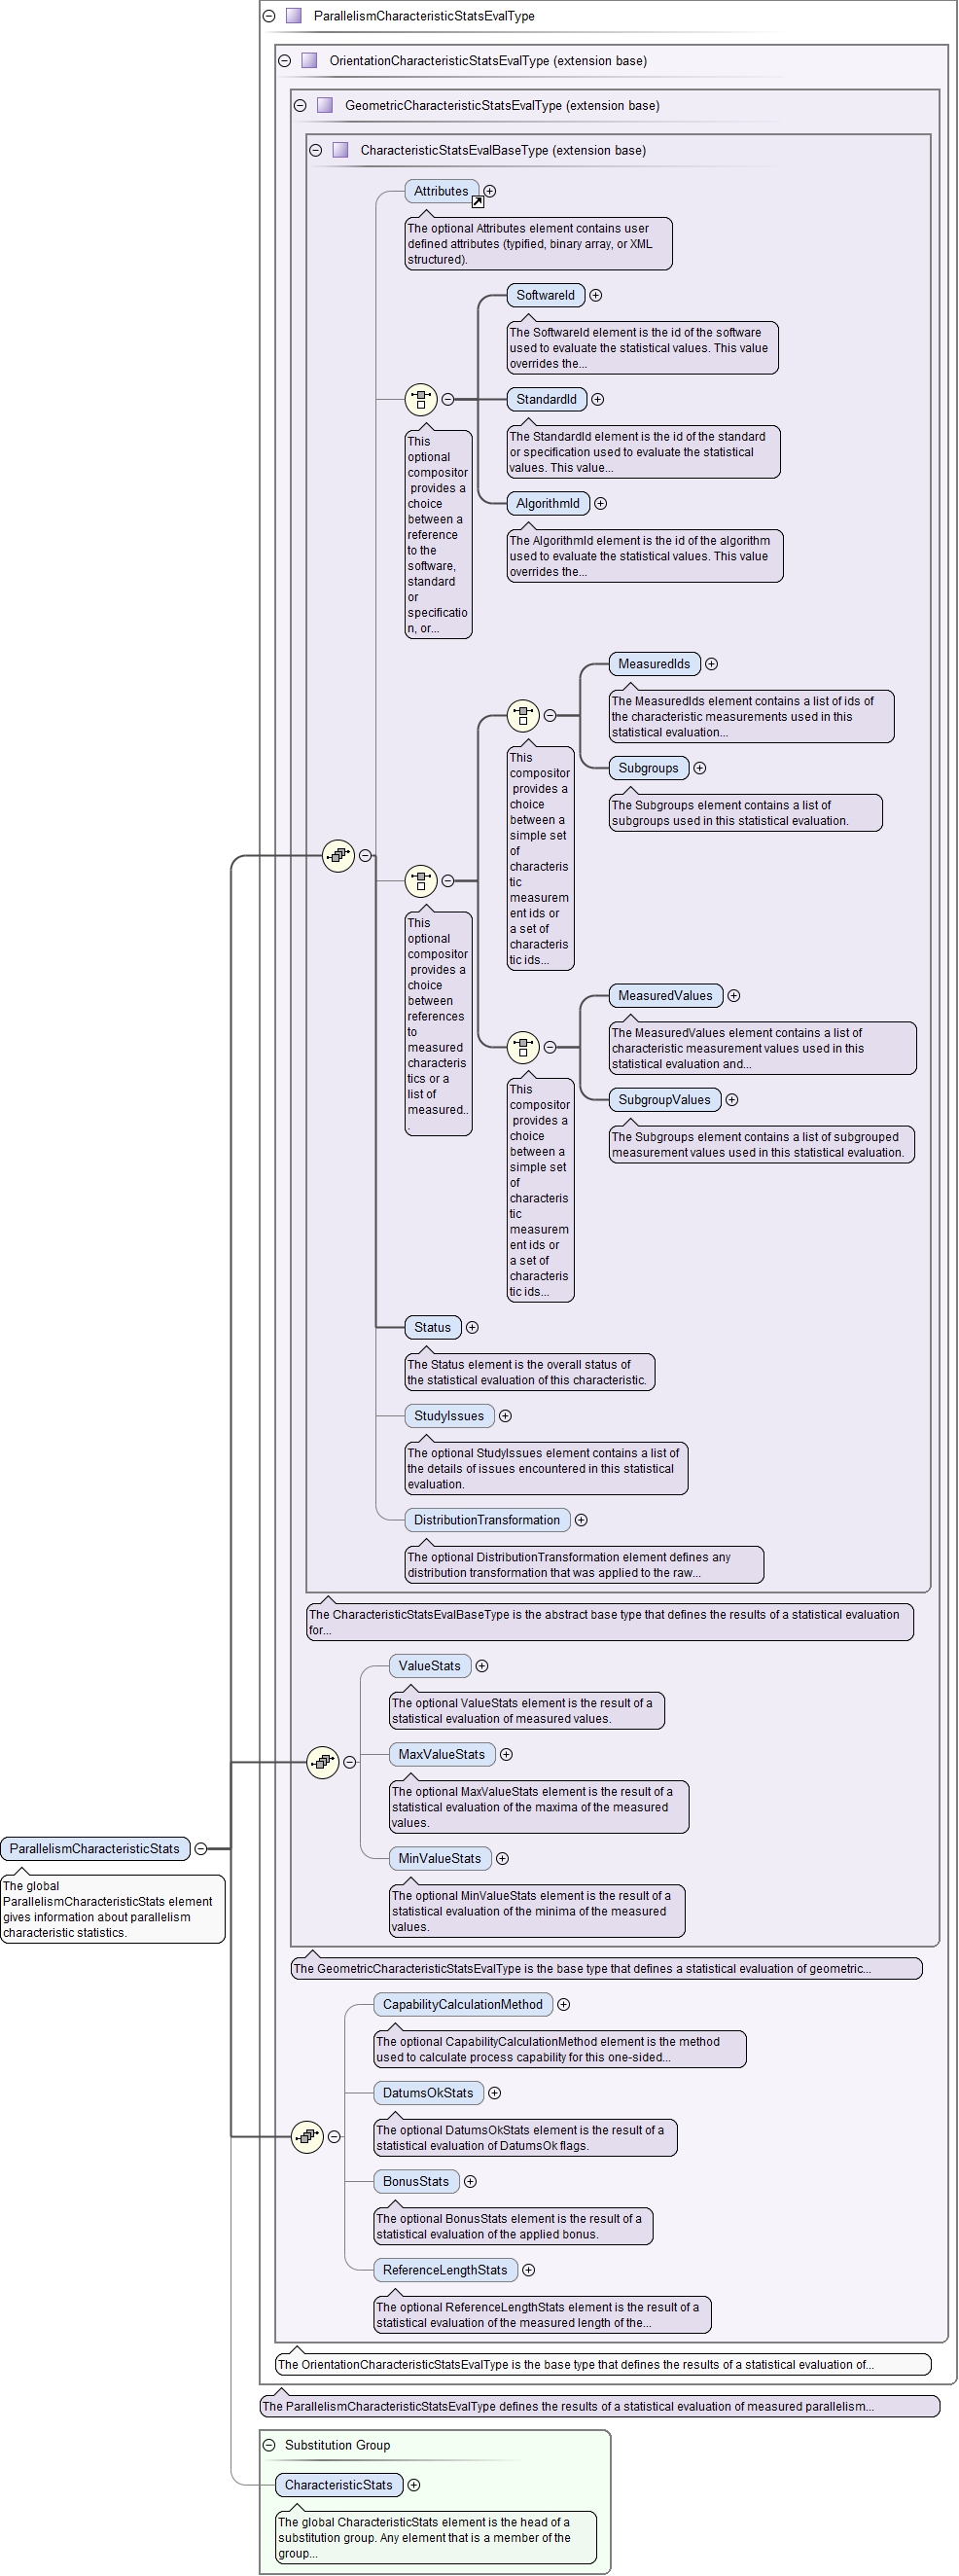 ParallelismCharacteristicStatsEvalType
OrientationCharacteristicStatsEvalType (extension base)
GeometricCharacteristicStatsEvalType (extension base)
CharacteristicStatsEvalBaseType (extension base)
Attributes
The optional Attributes element contains user
defined attributes (typified, binary array, or XML
structured).
SoftwareId
The SoftwareId element is the id of the software
used to evaluate the statistical values. This value
overrides the...
StandardId
The StandardId element is the id of the standard
or specification used to evaluate the statistical
values. This value...
AlgorithmId
The AlgorithmId element is the id of the algorithm
used to evaluate the statistical values. This value
overrides the...
This
optional
compositor
provides a
choice
between a
reference
to the
software,
standard
or
specificatio
n, or...
MeasuredIds
The MeasuredIds element contains a list of ids of
the characteristic measurements used in this
statistical evaluation...
Subgroups
The Subgroups element contains a list of
subgroups used in this statistical evaluation.
This
compositor
provides a
choice
between a
simple set
of
characteris
tic
measurem
ent ids or
a set of
characteris
tic ids...
This
optional
compositor
provides a
choice
between
references
to
measured
characteris
tics or a
list of
measured..
.
MeasuredValues
The MeasuredValues element contains a list of
characteristic measurement values used in this
statistical evaluation and...
SubgroupValues
The Subgroups element contains a list of subgrouped
measurement values used in this statistical evaluation.
This
compositor
provides a
choice
between a
simple set
of
characteris
tic
measurem
ent ids or
a set of
characteris
tic ids...
Status
The Status element is the overall status of
the statistical evaluation of this characteristic.
StudyIssues
The optional StudyIssues element contains a list of
the details of issues encountered in this statistical
evaluation.
DistributionTransformation
The optional DistributionTransformation element defines any
distribution transformation that was applied to the raw...
The CharacteristicStatsEvalBaseType is the abstract base type that defines the results of a statistical evaluation
for...
ValueStats
The optional ValueStats element is the result of a
statistical evaluation of measured values.
MaxValueStats
The optional MaxValueStats element is the result of a
statistical evaluation of the maxima of the measured
values.
MinValueStats
The optional MinValueStats element is the result of a
statistical evaluation of the minima of the measured
values.
ParallelismCharacteristicStats
The global
ParallelismCharacteristicStats element
gives information about parallelism
characteristic statistics.
The GeometricCharacteristicStatsEvalType is the base type that defines a statistical evaluation of geometric...
CapabilityCalculationMethod
The optional CapabilityCalculationMethod element is the method
used to calculate process capability for this one-sided...
DatumsOkStats
The optional DatumsOkStats element is the result of a
statistical evaluation of DatumsOk flags.
BonusStats
The optional BonusStats element is the result of a
statistical evaluation of the applied bonus.
ReferenceLengthStats
The optional ReferenceLengthStats element is the result of a
statistical evaluation of the measured length of the...
The OrientationCharacteristicStatsEvalType is the base type that defines the results of a statistical evaluation of...
The ParallelismCharacteristicStatsEvalType defines the results of a statistical evaluation of measured parallelism...
Substitution Group
CharacteristicStats
The global CharacteristicStats element is the head of a
substitution group. Any element that is a member of the
group...